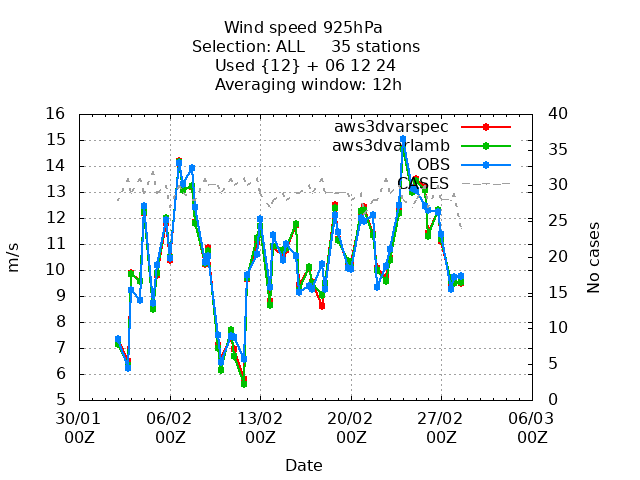 Wind speed 925hPa
Selection: ALL 35 stations
Used {12} + 06 12 24
Averaging window: 12h
16 40
15 35
14 30
13 25
12 20
11 15
10 10
9 5
8 0
7
6
5
aws3dvarspec
aws3dvarlamb
OBS
CASES
m/s
No cases
30/01 06/02 13/02 20/02 27/02 06/03
00Z 00Z 00Z 00Z 00Z 00Z
Date